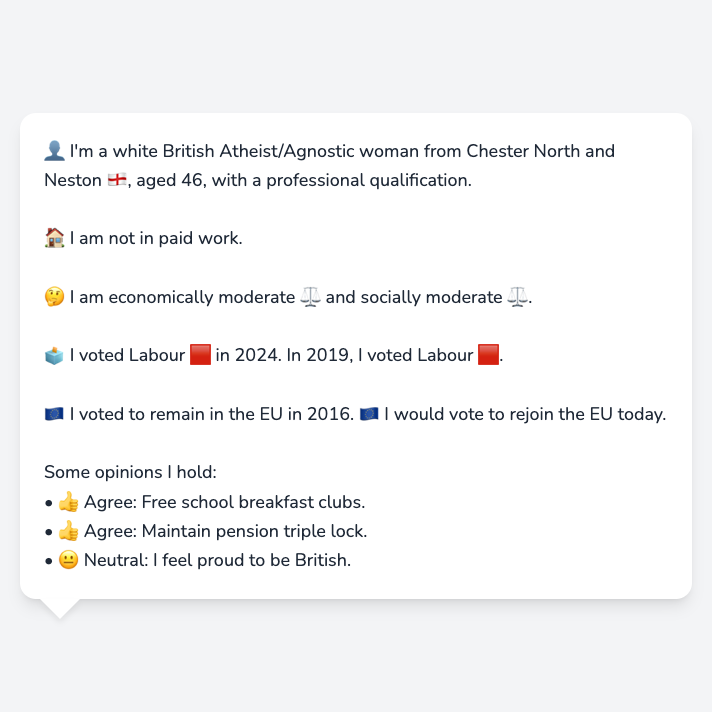 👤 I'm a white British Atheist/Agnostic woman from Chester North and
Neston 🏴󠁧󠁢󠁥󠁮󠁧󠁿, aged 46, with a professional qualification.
🏠 I am not in paid work.
🤔 I am economically moderate ⚖️ and socially moderate ⚖️.
🗳️ I voted Labour 🟥 in 2024. In 2019, I voted Labour 🟥.
🇪🇺 I voted to remain in the EU in 2016. 🇪🇺 I would vote to rejoin the EU today.
Some opinions I hold:
• 👍 Agree: Free school breakfast clubs.
• 👍 Agree: Maintain pension triple lock.
• 😐 Neutral: I feel proud to be British.